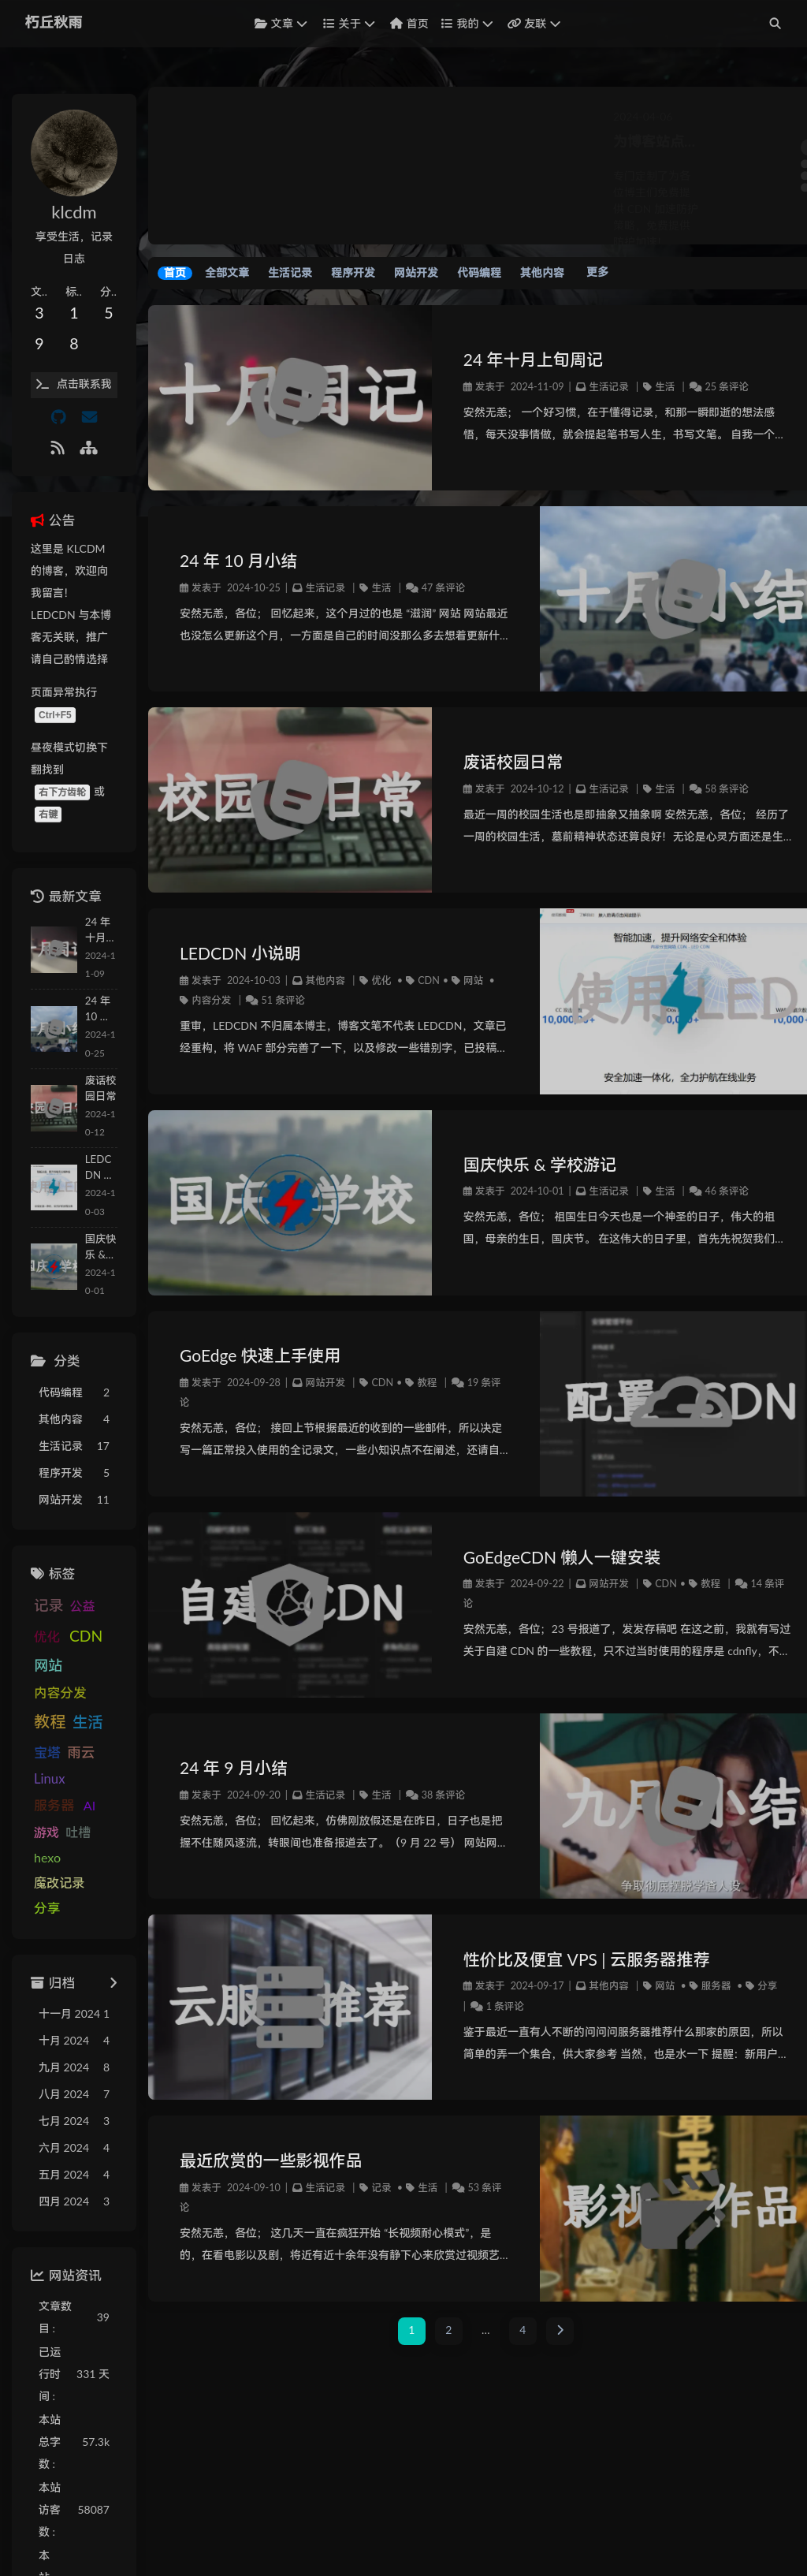 朽丘秋雨
文章
关于
首页
我的
友联
klcdm
享受生活，记录
日志
文..
标..
分..
3
9
1
8
5
点击联系我
公告
这里是 KLCDM
的博客，欢迎向
我留言！
LEDCDN 与本博
客无关联，推广
请自己酌情选择
页面异常执行
Ctrl+F5
昼夜模式切换下
翻找到
右下方齿轮 或
右键
最新文章
24 年
十月...
2024-1
1-09
24 年
10 ...
2024-1
0-25
废话校
园日常
2024-1
0-12
LEDC
DN ...
2024-1
0-03
国庆快
乐 &...
2024-1
0-01
分类
代码编程 2
其他内容 4
生活记录 17
程序开发 5
网站开发 11
标签
记录 公益
优化 CDN
网站
内容分发
教程 生活
宝塔 雨云
Linux
服务器 AI
游戏 吐槽
hexo
魔改记录
分享
归档
十一月 2024 1
十月 2024 4
九月 2024 8
八月 2024 7
七月 2024 3
六月 2024 4
五月 2024 4
四月 2024 3
网站资讯
文章数
目 :
39
已运
行时
间 :
331 天
本站
总字
数 :
57.3k
本站
访客
数 :
58087
本
首页 全部文章 生活记录 程序开发 网站开发 代码编程 其他内容 更多
十月周记
24 年十月上旬周记
发表于 2024-11-09 | 生活记录 | 生活 | 25 条评论
安然无恙； 一个好习惯，在于懂得记录，和那一瞬即逝的想法感
悟，每天没事情做，就会提起笔书写人生，书写文笔。 自我一个...
24 年 10 月小结
发表于 2024-10-25 | 生活记录 | 生活 | 47 条评论
安然无恙，各位； 回忆起来，这个月过的也是 “滋润” 网站 网站最近
也没怎么更新这个月，一方面是自己的时间没那么多去想着更新什...
十月小结
校园日常
废话校园日常
发表于 2024-10-12 | 生活记录 | 生活 | 58 条评论
最近一周的校园生活也是即抽象又抽象啊 安然无恙，各位； 经历了
一周的校园生活，墓前精神状态还算良好！无论是心灵方面还是生...
LEDCDN 小说明
发表于 2024-10-03 | 其他内容 | 优化 • CDN • 网站 •
内容分发 | 51 条评论
重审，LEDCDN 不归属本博主，博客文笔不代表 LEDCDN，文章已
经重构，将 WAF 部分完善了一下，以及修改一些错别字，已投稿...
智能加速，提升网络安全和体验
使用 LED
10,000,00+
10,000+
安全加速一体化，全力护航在线业务
国庆学校
国庆快乐 & 学校游记
发表于 2024-10-01 | 生活记录 | 生活 | 46 条评论
安然无恙，各位； 祖国生日今天也是一个神圣的日子，伟大的祖
国，母亲的生日，国庆节。 在这伟大的日子里，首先先祝贺我们...
GoEdge 快速上手使用
发表于 2024-09-28 | 网站开发 | CDN • 教程 | 19 条评
论
安然无恙，各位； 接回上节根据最近的收到的一些邮件，所以决定
写一篇正常投入使用的全记录文，一些小知识点不在阐述，还请自...
配置CDN
自建CDN
GoEdgeCDN 懒人一键安装
发表于 2024-09-22 | 网站开发 | CDN • 教程 | 14 条评
论
安然无恙，各位；23 号报道了，发发存稿吧 在这之前，我就有写过
关于自建 CDN 的一些教程，只不过当时使用的程序是 cdnfly，不...
24 年 9 月小结
发表于 2024-09-20 | 生活记录 | 生活 | 38 条评论
安然无恙，各位； 回忆起来，仿佛刚放假还是在昨日，日子也是把
握不住随风逐流，转眼间也准备报道去了。（9 月 22 号） 网站网...
九月小结
争取彻底摆脱学渣人设
云服推荐
性价比及便宜 VPS | 云服务器推荐
发表于 2024-09-17 | 其他内容 | 网站 • 服务器 • 分享
| 1 条评论
鉴于最近一直有人不断的问问问服务器推荐什么那家的原因，所以
简单的弄一个集合，供大家参考 当然，也是水一下 提醒：新用户...
最近欣赏的一些影视作品
发表于 2024-09-10 | 生活记录 | 记录 • 生活 | 53 条评
论
安然无恙，各位； 这几天一直在疯狂开始 “长视频耐心模式”，是
的，在看电影以及剧，将近有近十余年没有静下心来欣赏过视频艺...
影视作品
1 2 ... 4